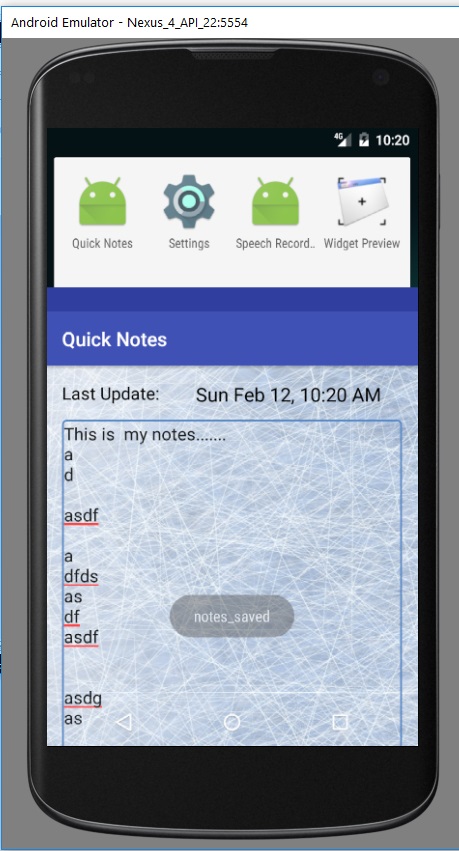 Android Emulator - Nexus_4_API_22:5554
4G 10:20
Quick Notes Settings Speech Record.. Widget Preview
Quick Notes
Last Update: Sun Feb 12, 10:20 AM
This is  my notes.......
a
d
asdf
a
dfds
as
df
asdf
notes_saved
asdg
as